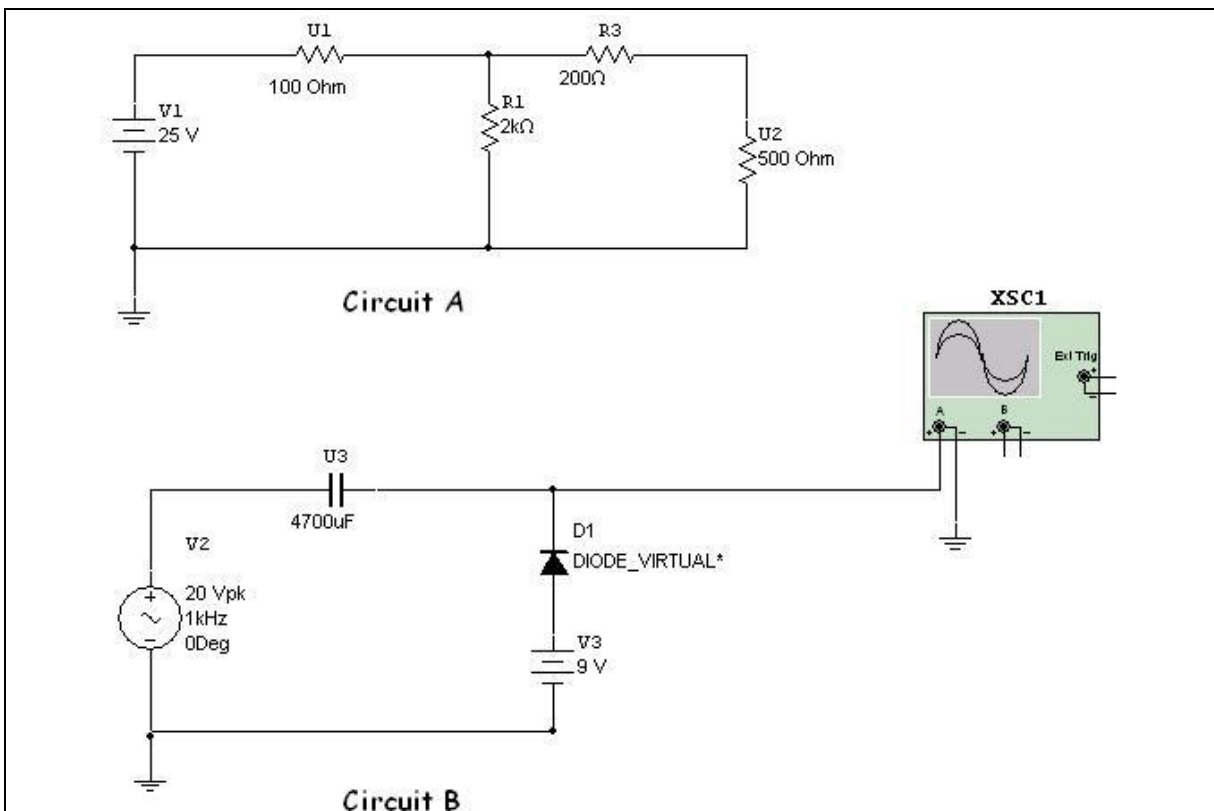 U1
100 Ohm
R3
200Ω
V1
25 V
R1
2kΩ
U2
500 Ohm
Circuit A
XSC1
Ext Trig
+
−
A
B
+ −
+ −
U3
4700uF
V2
+
20 Vpk
1kHz
0Deg
−
D1
DIODE_VIRTUAL*
V3
9 V
Circuit B